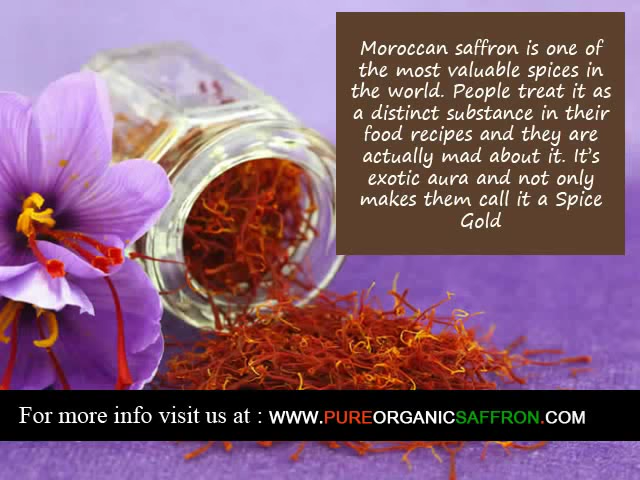 Moroccan saffron is one of
the most valuable spices in
the world. People treat it as
a distinct substance in their
food recipes and they are
actually mad about it. It's
exotic aura and not only
makes them call it a Spice
Gold
For more info visit us at : WWW.PUREORGANICSAFFRON.COM